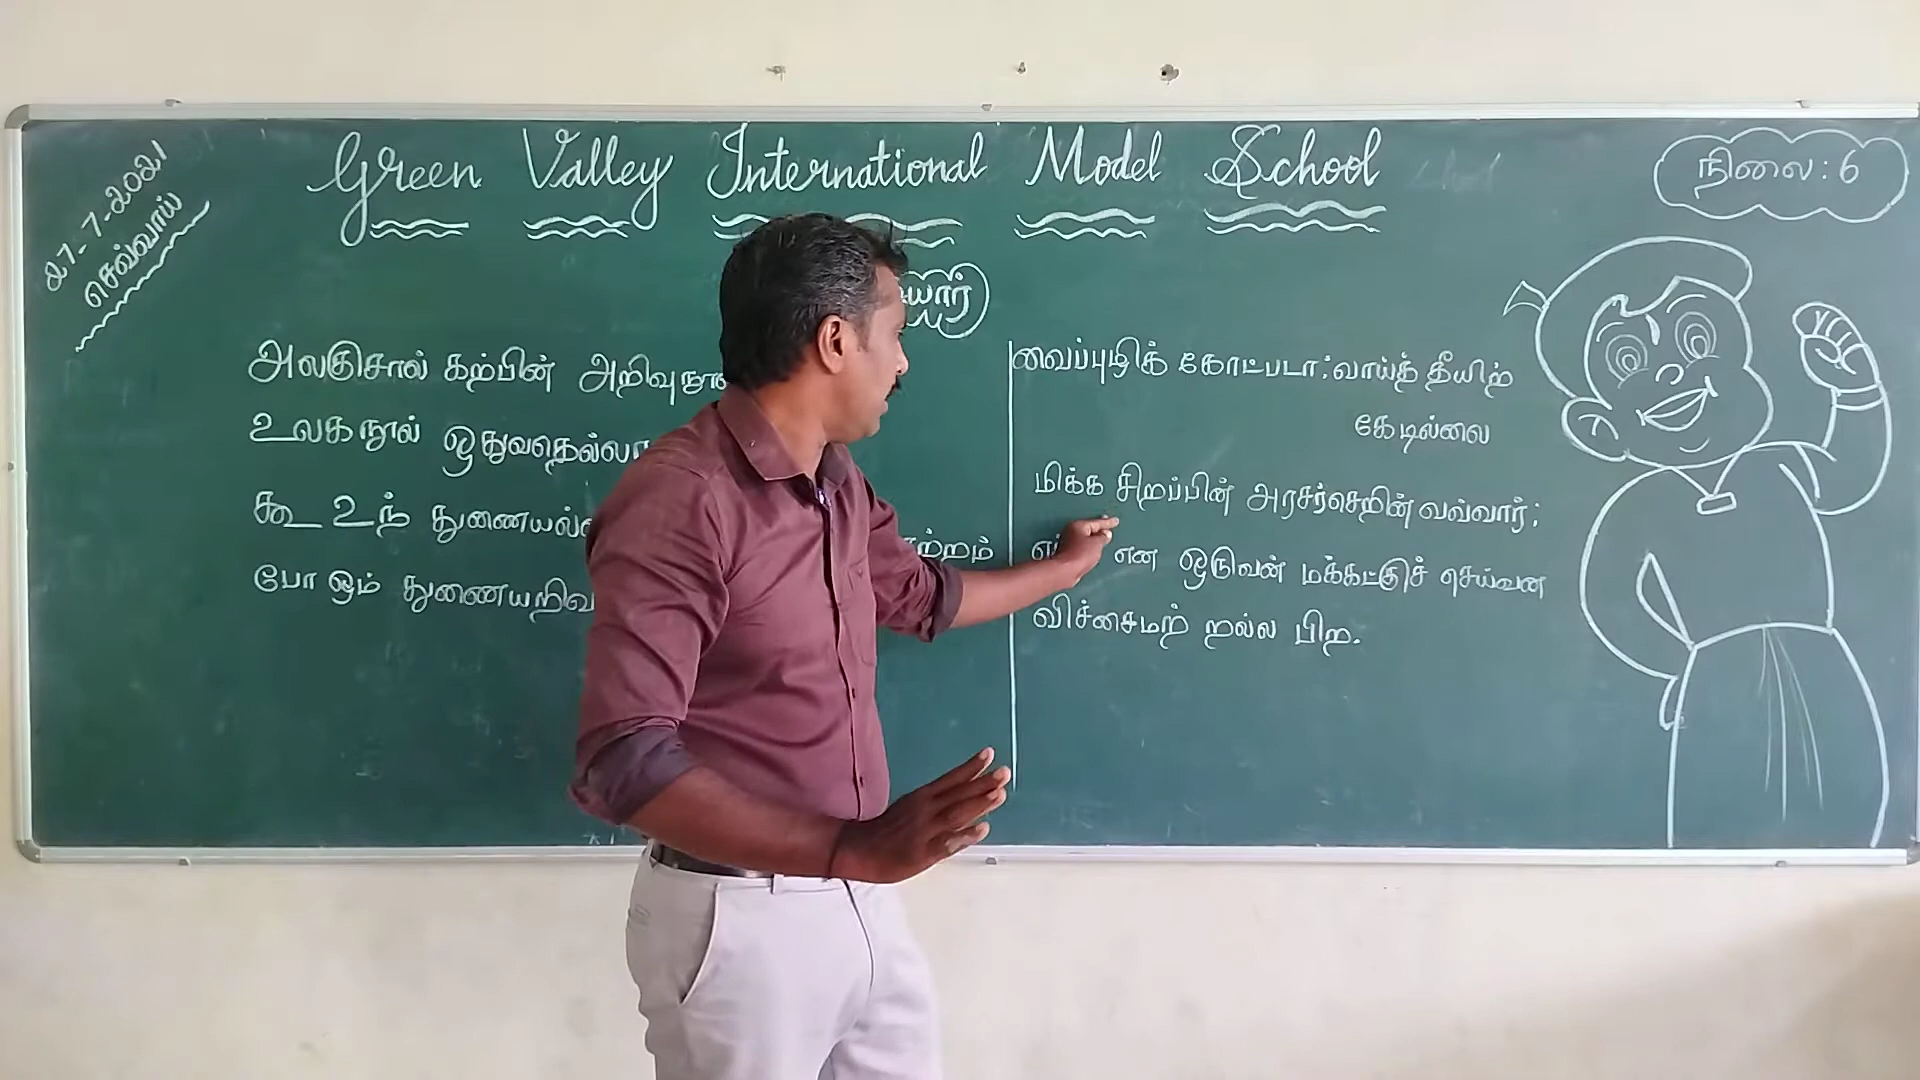 27-7-2021
செவ்வாய்
Green Valley International Model School
நிலை : 6
அலகுசால் கற்பின் அறிவுநூ
உலகநூல் ஓதுவதெல்லா
கூ உந் துணையல்
போ ஒம் துணையறிவ
வைப்புழிக் கோட்படா; வாய்த் தீயிற்
கேடில்லை
மிக்க சிறப்பின் அரசர்செறின் வவ்வார்;
என ஒருவன் மக்கட்குச் செய்வன
விச்சைமற் றல்ல பிற.